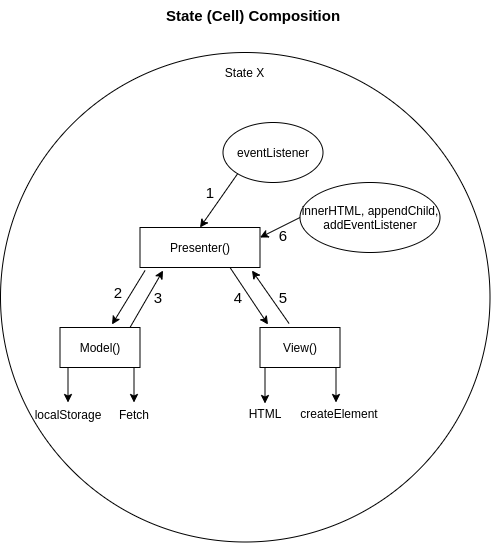 State (Cell) Composition
State X
eventListener
1
innerHTML, appendChild,
addEventListener
6
Presenter()
2
3
4
5
Model()
View()
localStorage
Fetch
HTML
createElement